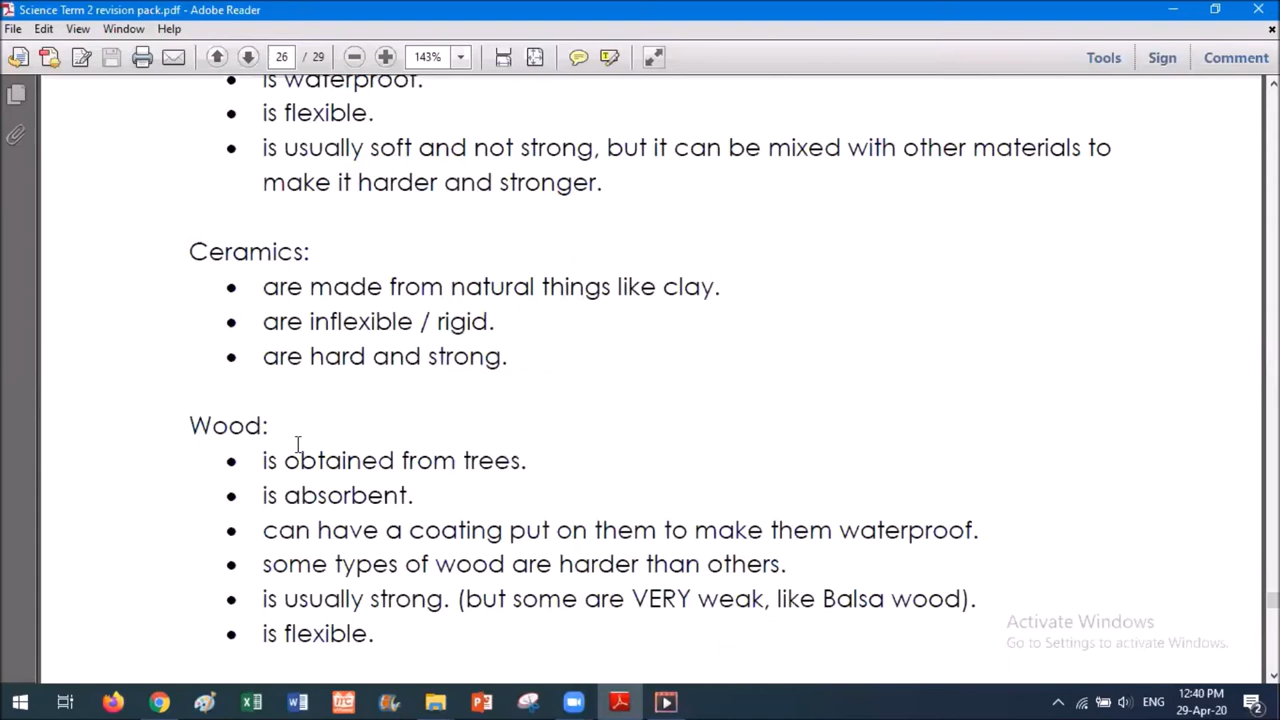 Science Term 2 revision pack.pdf - Adobe Reader
File Edit View Window Help
26 / 29 143% Tools Sign Comment
is waterproof.
• is flexible.
• is usually soft and not strong, but it can be mixed with other materials to
make it harder and stronger.
Ceramics:
• are made from natural things like clay.
• are inflexible / rigid.
• are hard and strong.
Wood:
• is obtained from trees.
• is absorbent.
• can have a coating put on them to make them waterproof.
• some types of wood are harder than others.
• is usually strong. (but some are VERY weak, like Balsa wood).
• is flexible.
Activate Windows
Go to Settings to activate Windows.
ENG 12:40 PM
29-Apr-20 2